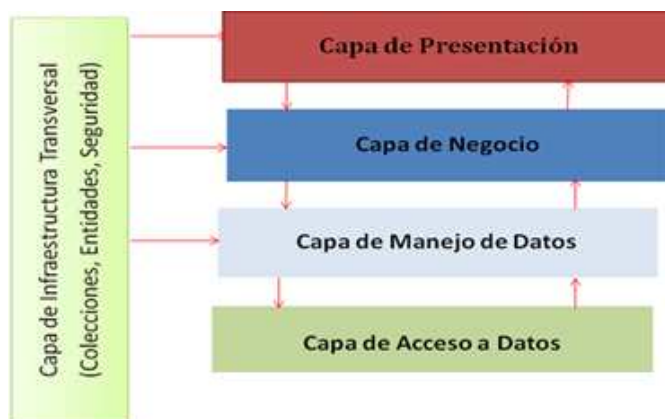 Capa de Infraestructura Transversal
(Colecciones, Entidades, Seguridad)
Capa de Presentación
Capa de Negocio
Capa de Manejo de Datos
Capa de Acceso a Datos